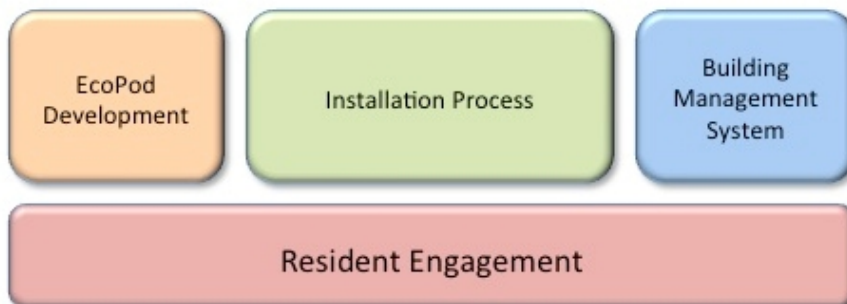 EcoPod
Development
Installation Process
Building
Management
System
Resident Engagement